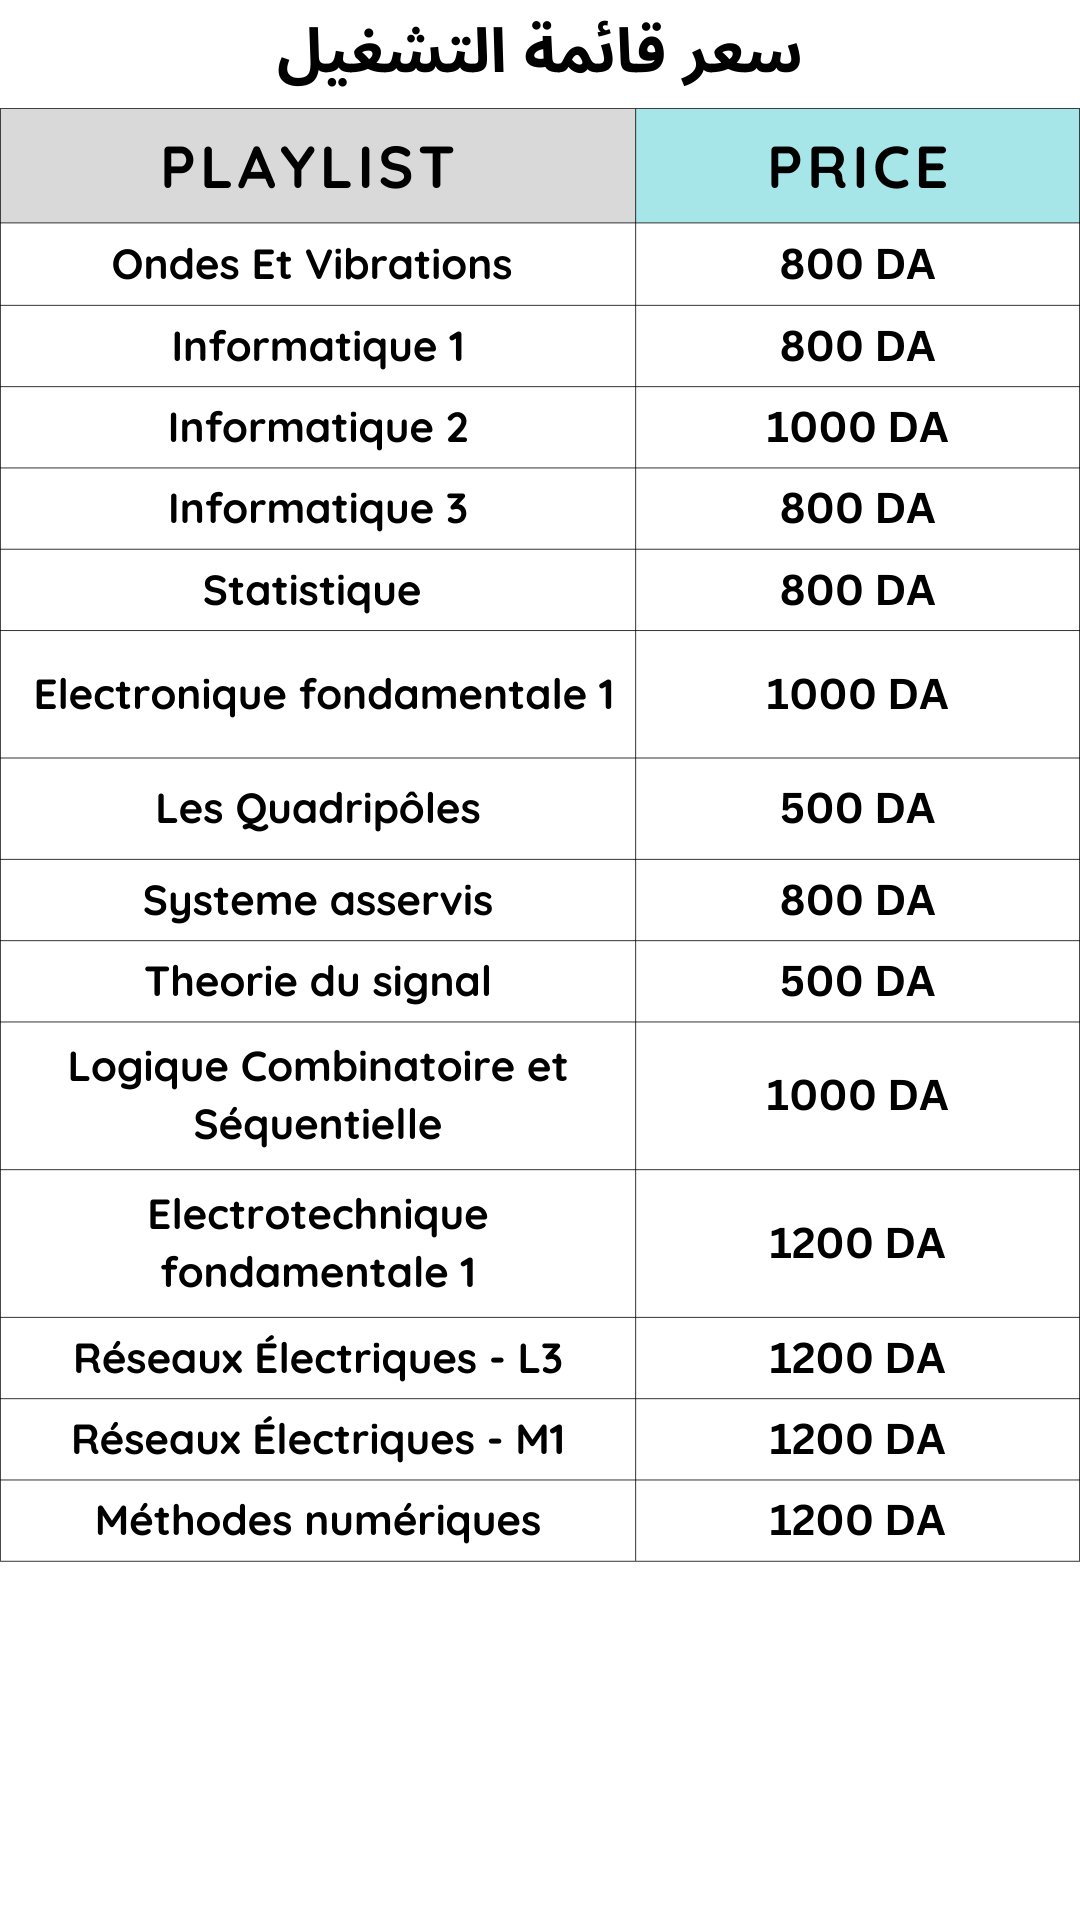 سعر قائمة التشغيل
PLAYLIST PRICE
Ondes Et Vibrations 800 DA
Informatique 1 800 DA
Informatique 2 1000 DA
Informatique 3 800 DA
Statistique 800 DA
Electronique fondamentale 1 1000 DA
Les Quadripôles 500 DA
Systeme asservis 800 DA
Theorie du signal 500 DA
Logique Combinatoire et
Séquentielle
1000 DA
Electrotechnique
fondamentale 1
1200 DA
Réseaux Électriques - L3 1200 DA
Réseaux Électriques - M1 1200 DA
Méthodes numériques 1200 DA